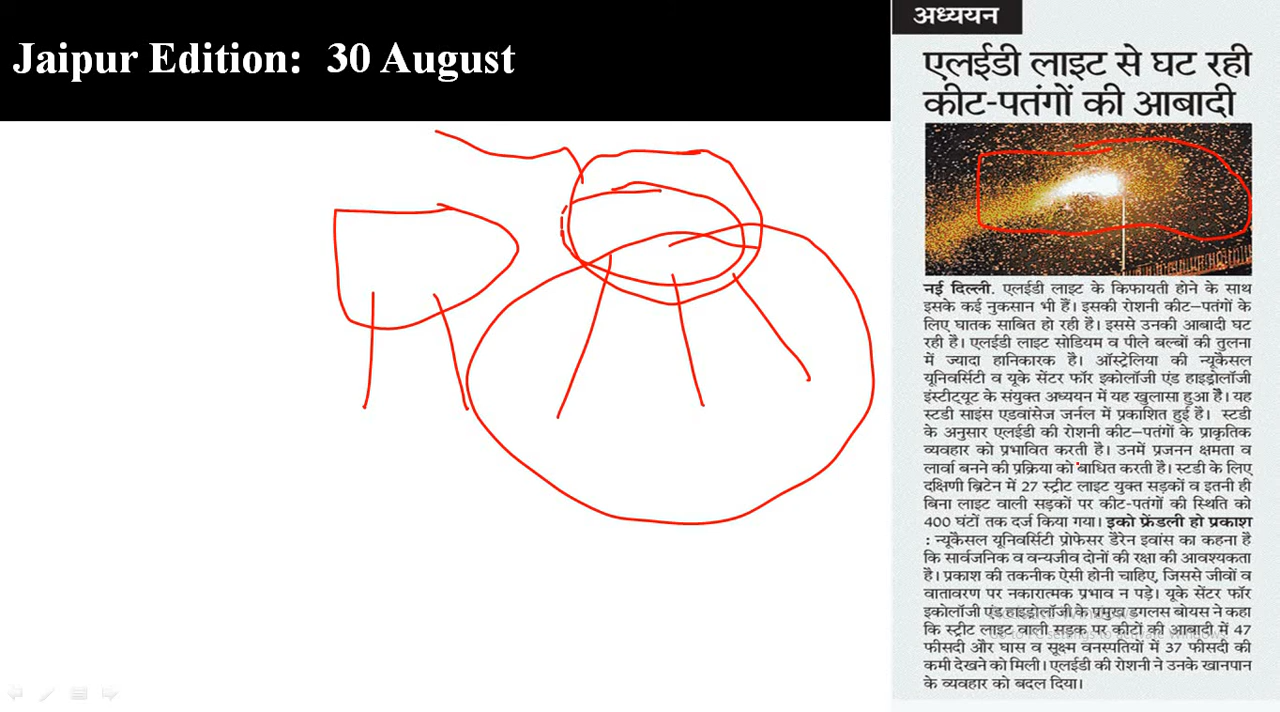 Jaipur Edition: 30 August
अध्ययन
एलईडी लाइट से घट रही
कीट-पतंगों की आबादी
नई दिल्ली. एलईडी लाइट के किफायती होने के साथ
इसके कई नुकसान भी हैं। इसकी रोशनी कीट–पतंगों के
लिए घातक साबित हो रही है। इससे उनकी आबादी घट
रही है। एलईडी लाइट सोडियम व पीले बल्बों की तुलना
में ज्यादा हानिकारक है। ऑस्ट्रेलिया की न्यूकैसल
यूनिवर्सिटी व यूके सेंटर फॉर इकोलॉजी एंड हाइड्रोलॉजी
इंस्टीट्यूट के संयुक्त अध्ययन में यह खुलासा हुआ है। यह
स्टडी साइंस एडवांसेज जर्नल में प्रकाशित हुई है। स्टडी
के अनुसार एलईडी की रोशनी कीट–पतंगों के प्राकृतिक
व्यवहार को प्रभावित करती है। उनमें प्रजनन क्षमता व
लार्वा बनने की प्रक्रिया को बाधित करती है। स्टडी के लिए
दक्षिणी ब्रिटेन में 27 स्ट्रीट लाइट युक्त सड़कों व इतनी ही
बिना लाइट वाली सड़कों पर कीट-पतंगों की स्थिति को
400 घंटों तक दर्ज किया गया। इको फ्रेंडली हो प्रकाश
: न्यूकैसल यूनिवर्सिटी प्रोफेसर डैरेन इवांस का कहना है
कि सार्वजनिक व वन्यजीव दोनों की रक्षा की आवश्यकता
है। प्रकाश की तकनीक ऐसी होनी चाहिए, जिससे जीवों व
वातावरण पर नकारात्मक प्रभाव न पड़े। यूके सेंटर फॉर
इकोलॉजी एंड हाइड्रोलॉजी के प्रमुख डगलस बोयस ने कहा
कि स्ट्रीट लाइट वाली सड़क पर कीटों की आबादी में 47
फीसदी और घास व सूक्ष्म वनस्पतियों में 37 फीसदी की
कमी देखने को मिली। एलईडी की रोशनी ने उनके खानपान
के व्यवहार को बदल दिया।